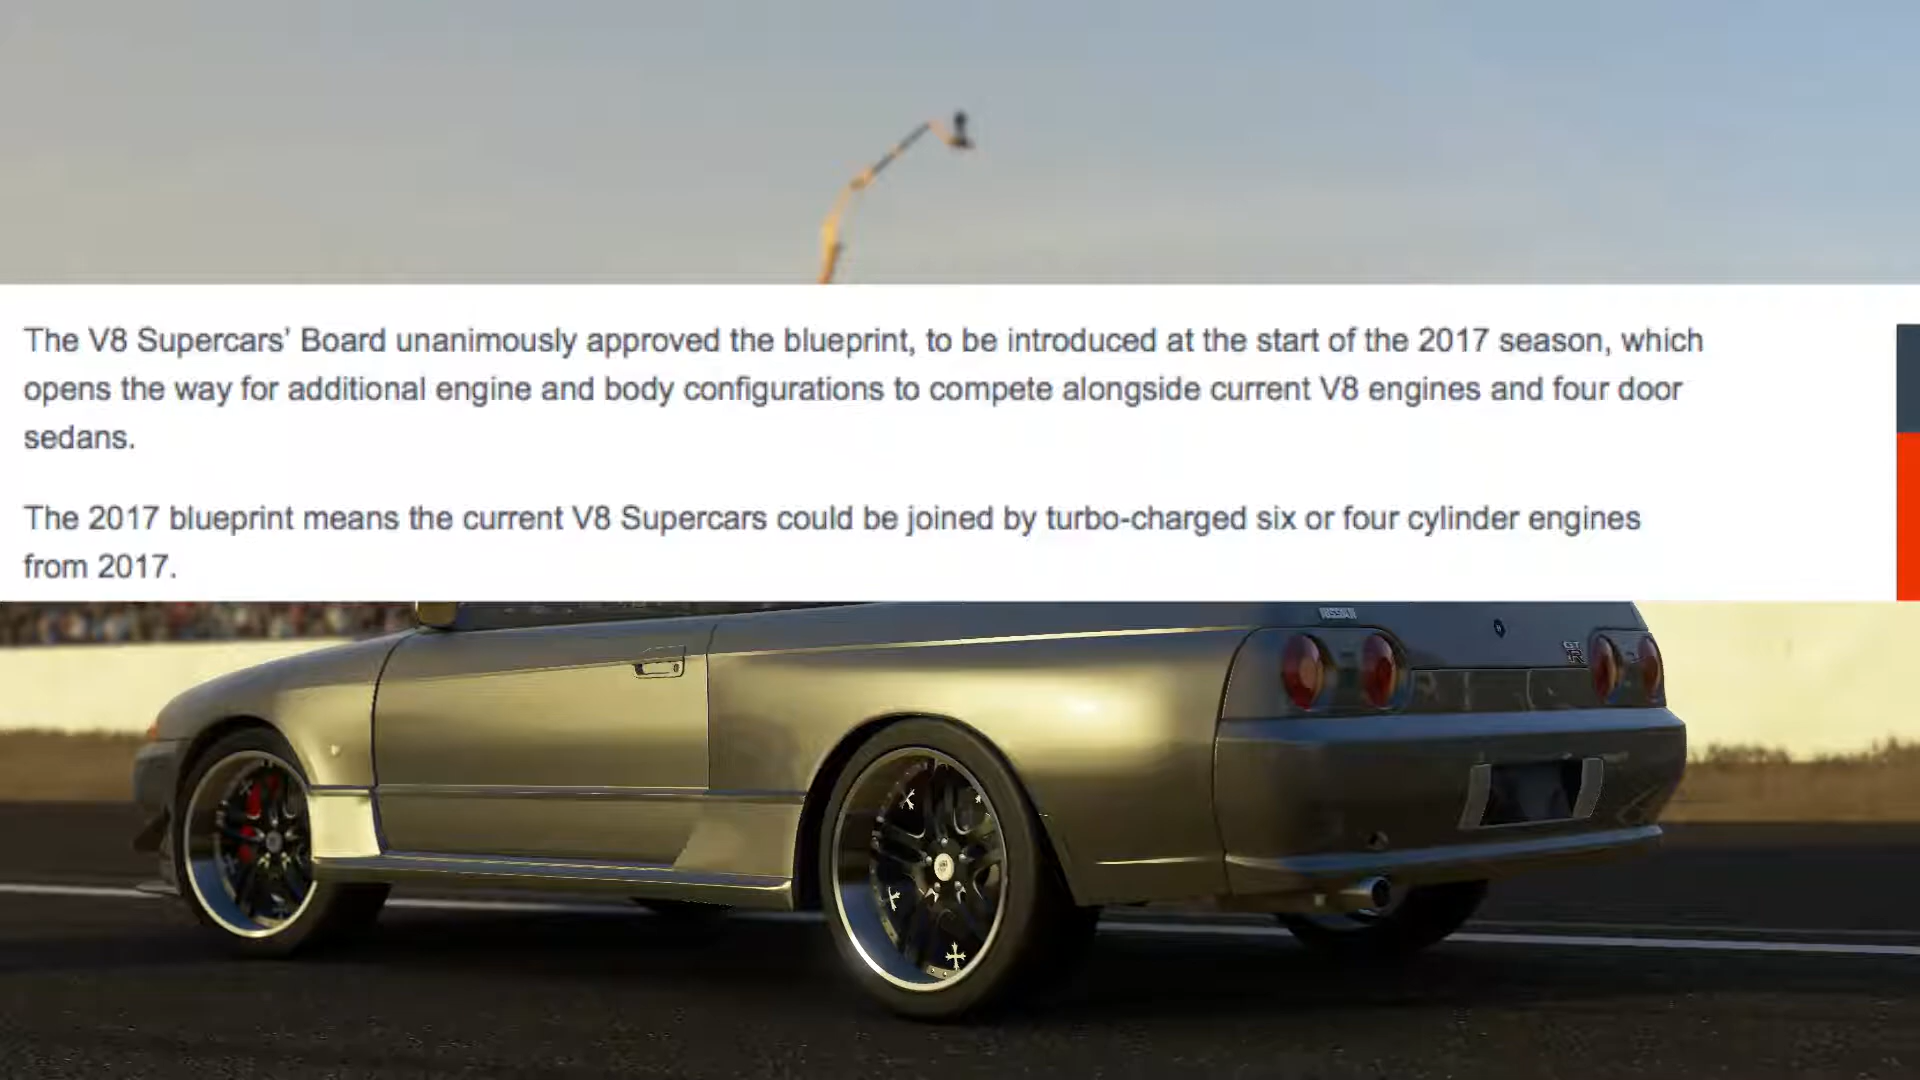 The V8 Supercars' Board unanimously approved the blueprint, to be introduced at the start of the 2017 season, which
opens the way for additional engine and body configurations to compete alongside current V8 engines and four door
sedans.
The 2017 blueprint means the current V8 Supercars could be joined by turbo-charged six or four cylinder engines
from 2017.